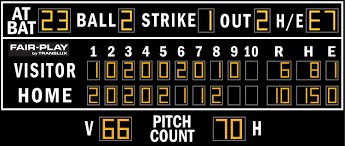 AT BAT 23 BALL 2 STRIKE 1 OUT 2 H/E E7
FAIR-PLAY BY TRANSLUX 1 2 3 4 5 6 7 8 9 10 R H E
VISITOR 1 0 2 0 0 2 0 1 0 6 8 1
HOME 2 0 2 0 2 1 1 2 10 15 0
V 66 PITCH COUNT 70 H